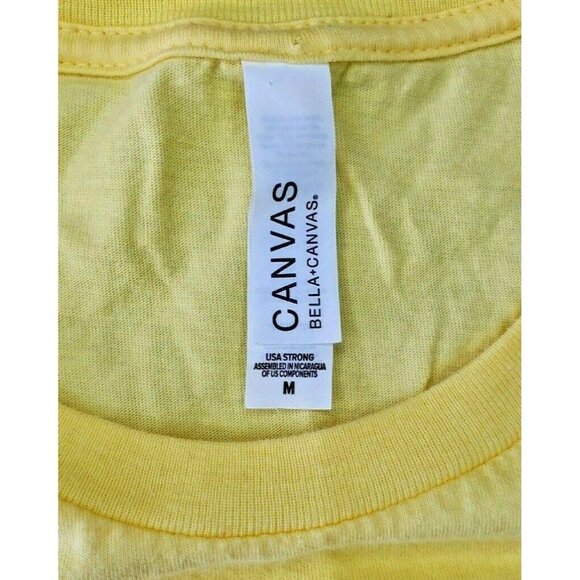 CANVAS
BELLA+CANVAS®
USA STRONG
ASSEMBLED IN NICARAGUA
OF US COMPONENTS
M